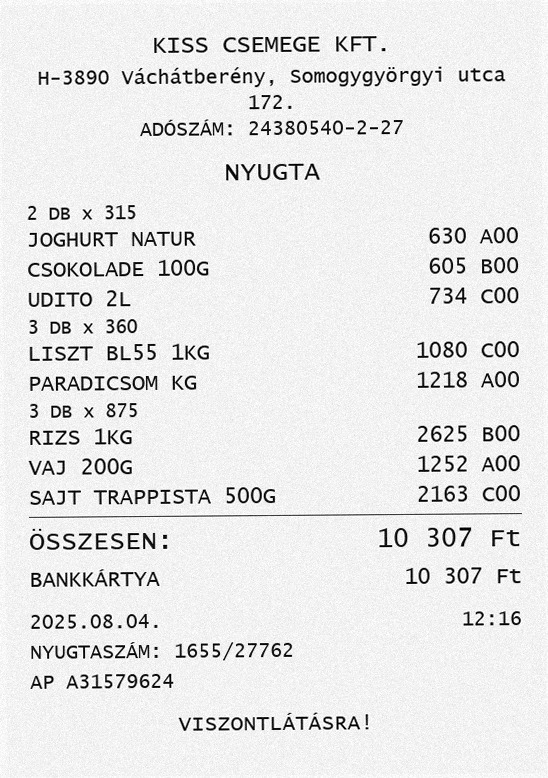 KISS CSEMEGE KFT.
H-3890 Váchátberény, Somogygyörgyi utca
172.
ADÓSZÁM: 24380540-2-27
NYUGTA
2 DB x 315
JOGHURT NATUR 630 A00
CSOKOLADE 100G 605 B00
UDITO 2L 734 C00
3 DB x 360
LISZT BL55 1KG 1080 C00
PARADICSOM KG 1218 A00
3 DB x 875
RIZS 1KG 2625 B00
VAJ 200G 1252 A00
SAJT TRAPPISTA 500G 2163 C00
ÖSSZESEN: 10 307 Ft
BANKKÁRTYA 10 307 Ft
2025.08.04. 12:16
NYUGTASZÁM: 1655/27762
AP A31579624
VISZONTLÁTÁSRA!